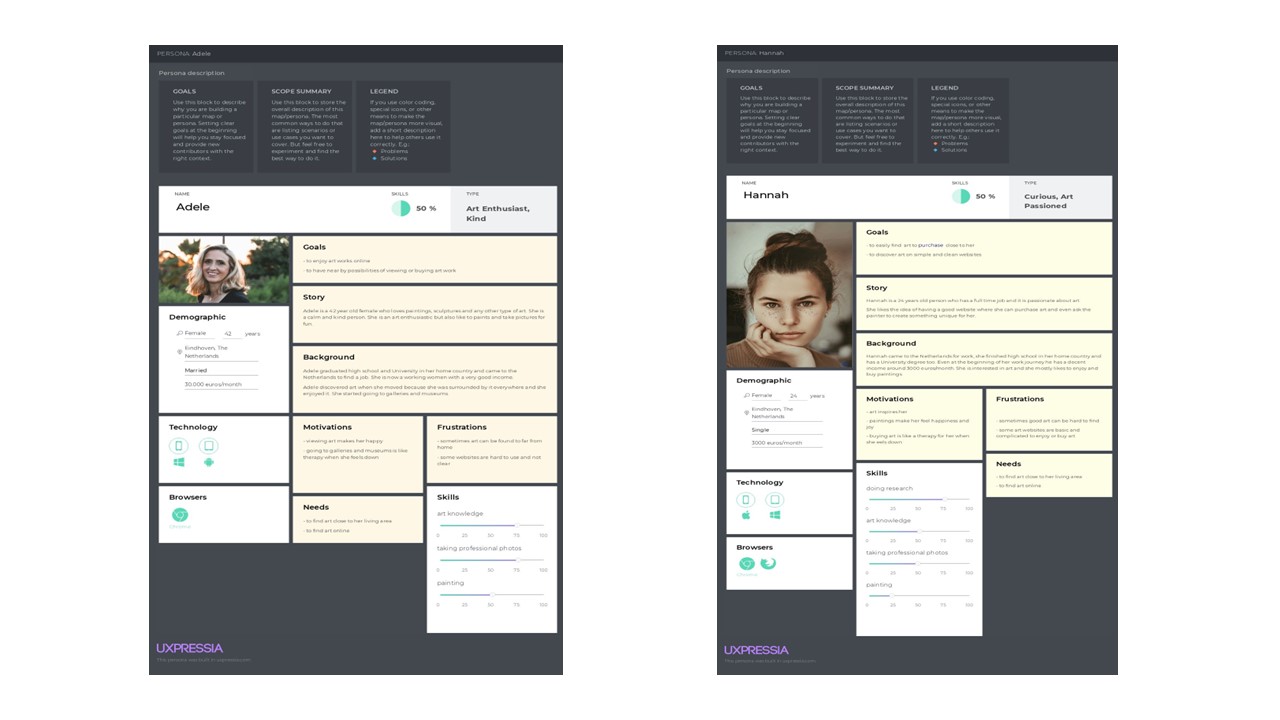 PERSONA: Adele
Persona description
GOALS
Use this block to describe
why you are building a
particular map or
persona. Setting clear
goals at the beginning
will help you stay focused
and provide new
contributors with the
right context.
SCOPE SUMMARY
Use this block to store the
overall description of this
map/persona. The most
common ways to do that
are listing scenarios or
use cases you want to
cover. But feel free to
experiment and find the
best way to do it.
LEGEND
If you use color coding,
special icons, or other
means to make the
map/persona more visual,
add a short description
here to help others use it
correctly. E.g.:
Problems
Solutions
NAME
Adele
SKILLS
50 %
TYPE
Art Enthusiast,
Kind
Goals
- to enjoy art works online
- to have near by possibilities of viewing or buying art work
Story
Adele is a 42 year old female who loves paintings, sculptures and any other type of art. She is
a calm and kind person. She is an art enthusiastic but also like to paints and take pictures for
fun.
Demographic
Female 42 years
Eindhoven, The
Netherlands
Married
30.000 euros/month
Background
Adele graduated high school and University in her home country and came to the
Netherlands to find a job. She is now a working women with a very good income.
Adele discovered art when she moved because she was surrounded by it everywhere and she
enjoyed it. She started going to galleries and museums
Technology
Motivations
- viewing art makes her happy
- going to galleries and museums is like
therapy when she feels down
Frustrations
- sometimes art can be found to far from
home
- some websites are hard to use and not
clear
Browsers
Chrome
Needs
- to find art close to her living area
- to find art online
Skills
art knowledge
0 25 50 75 100
taking professional photos
0 25 50 75 100
painting
0 25 50 75 100
UXPRESSIA
This persona was built in uxpressia.com
PERSONA: Hannah
Persona description
GOALS
Use this block to describe
why you are building a
particular map or
persona. Setting clear
goals at the beginning
will help you stay focused
and provide new
contributors with the
right context.
SCOPE SUMMARY
Use this block to store the
overall description of this
map/persona. The most
common ways to do that
are listing scenarios or
use cases you want to
cover. But feel free to
experiment and find the
best way to do it.
LEGEND
If you use color coding,
special icons, or other
means to make the
map/persona more visual,
add a short description
here to help others use it
correctly. E.g.:
Problems
Solutions
NAME
Hannah
SKILLS
50 %
TYPE
Curious, Art
Passioned
Goals
- to easily find art to purchase close to her
- to discover art on simple and clean websites
Story
Hannah is a 24 years old person who has a full time job and it is passionate about art.
She likes the idea of having a good website where she can purchase art and even ask the
painter to create something unique for her.
Background
Hannah came to the Netherlands for work, she finished high school in her home country and
has a University degree too. Even at the beginning of her work journey he has a decent
income around 3000 euros/month. She is interested in art and she mostly likes to enjoy and
buy paintings.
Demographic
Female 24 years
Eindhoven, The
Netherlands
Single
3000 euros/month
Motivations
- art inspires her
- paintings make her feel happiness and
joy
- buying art is like a therapy for her when
she feels down
Frustrations
- sometimes good art can be hard to find
- some art websites are basic and
complicated to enjoy or buy art
Needs
- to find art close to her living area
- to find art online
Technology
Browsers
Chrome
Skills
doing research
0 25 50 75 100
art knowledge
0 25 50 75 100
taking professional photos
0 25 50 75 100
painting
0 25 50 75 100
UXPRESSIA
This persona was built in uxpressia.com